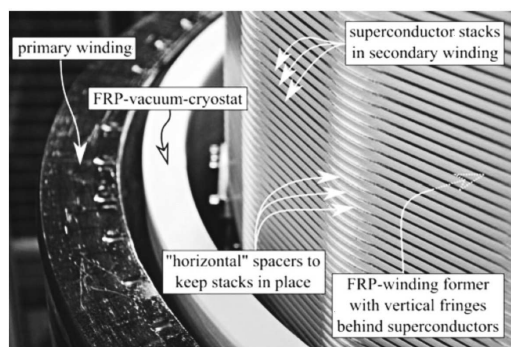 primary winding
superconductor stacks
in secondary winding
FRP-vacuum-cryostat
"horizontal" spacers to
keep stacks in place
FRP-winding former
with vertical fringes
behind superconductors